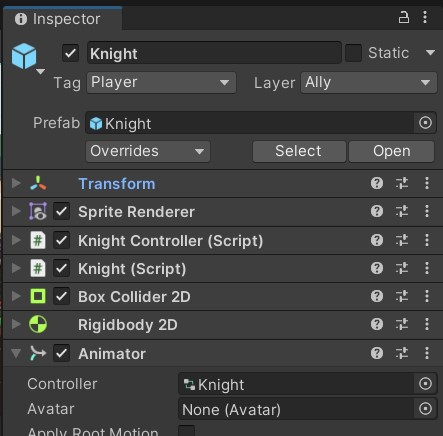 Inspector
Knight Static
Tag Player Layer Ally
Prefab Knight
Overrides Select Open
Transform
Sprite Renderer
# Knight Controller (Script)
# Knight (Script)
Box Collider 2D
Rigidbody 2D
Animator
Controller Knight
Avatar None (Avatar)
Apply Root Motion